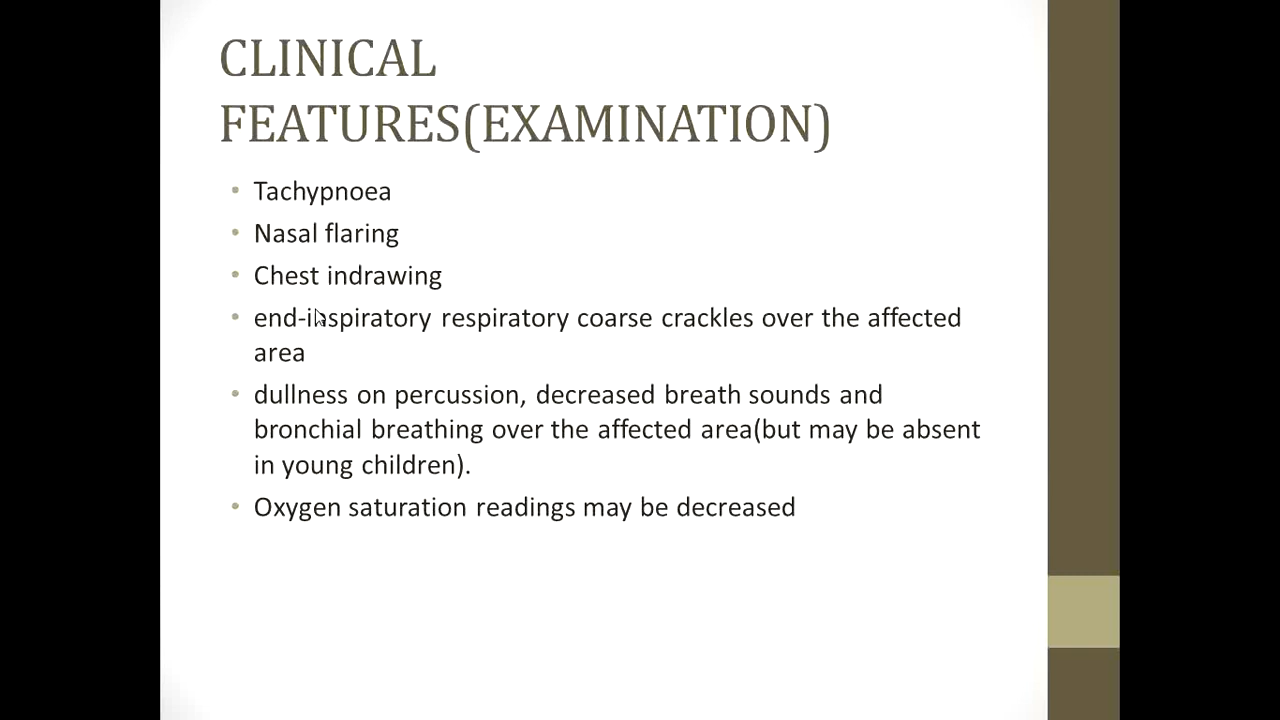 CLINICAL
FEATURES(EXAMINATION)
• Tachypnoea
• Nasal flaring
• Chest indrawing
• end-inspiratory respiratory coarse crackles over the affected
area
• dullness on percussion, decreased breath sounds and
bronchial breathing over the affected area(but may be absent
in young children).
• Oxygen saturation readings may be decreased